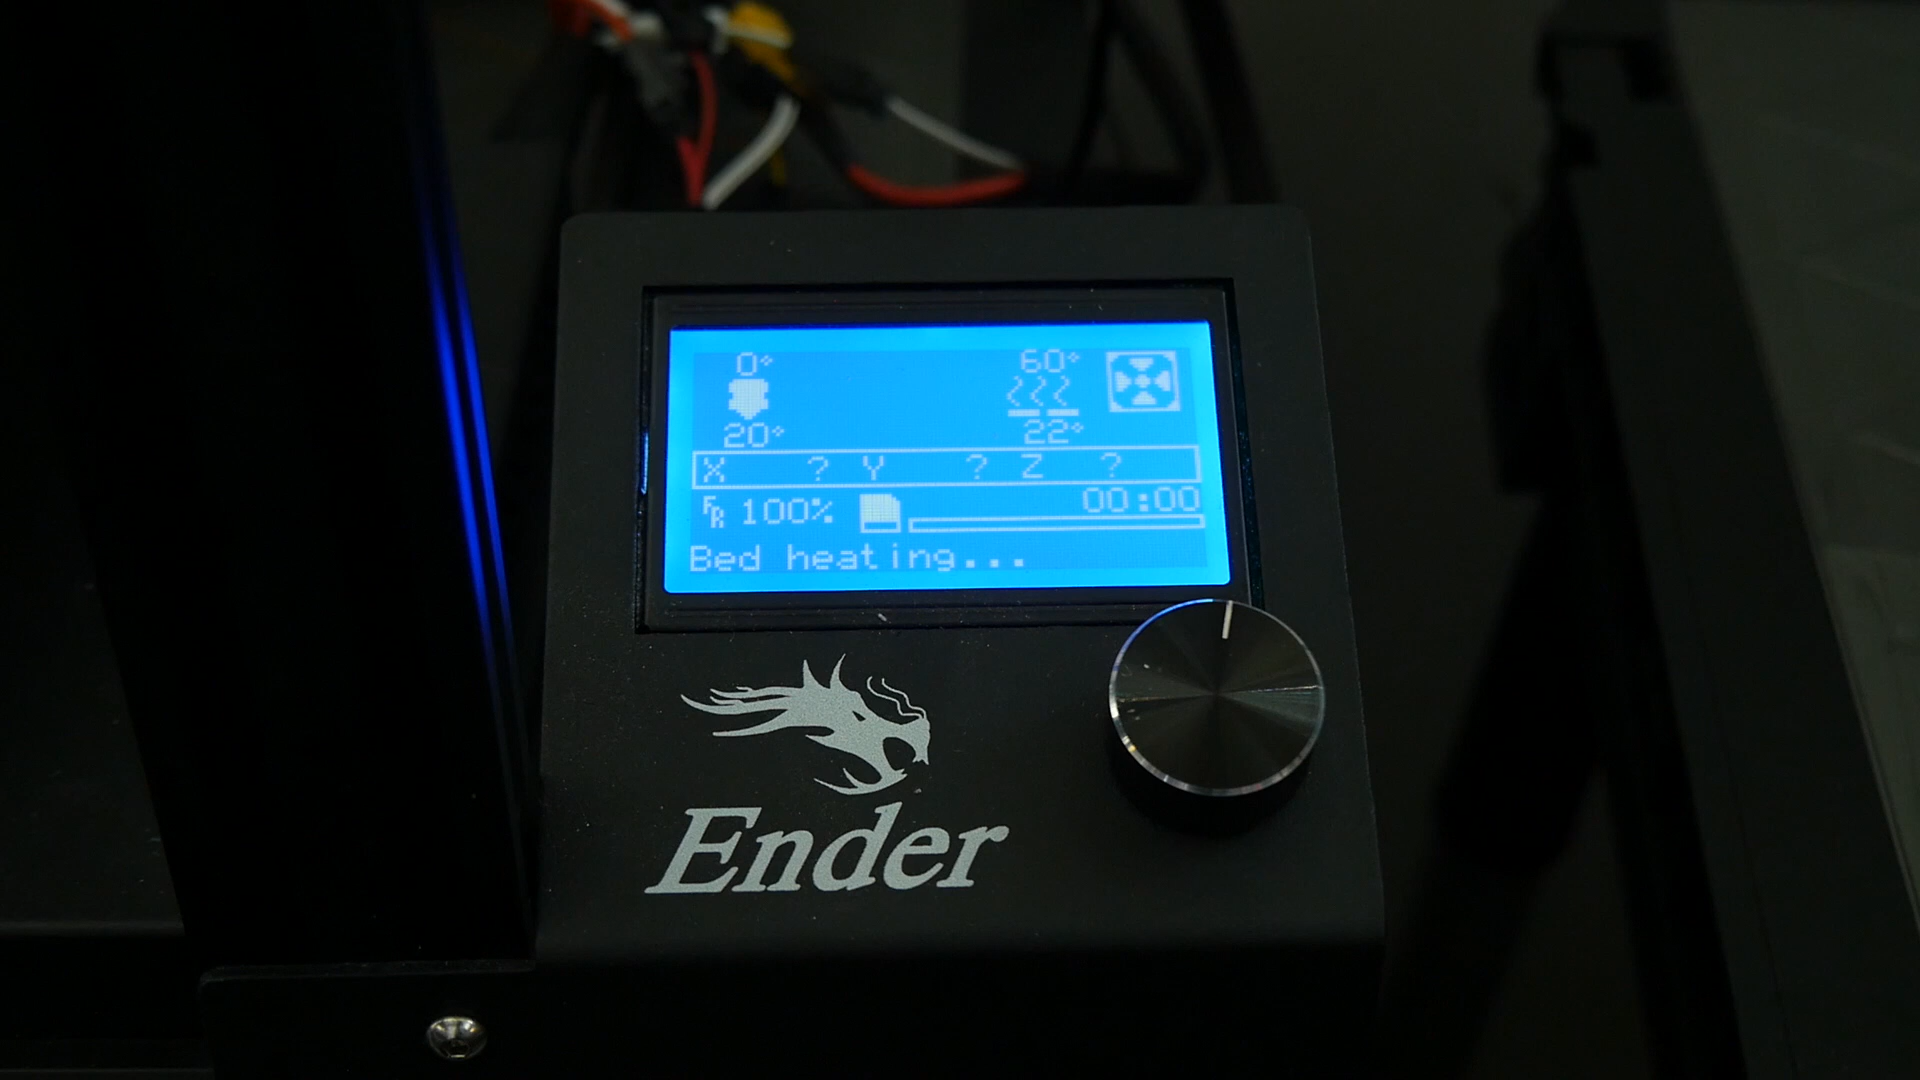 0° 60°
20° 22°
X ? Y ? Z ?
FR 100% 00:00
Bed heating...
Ender